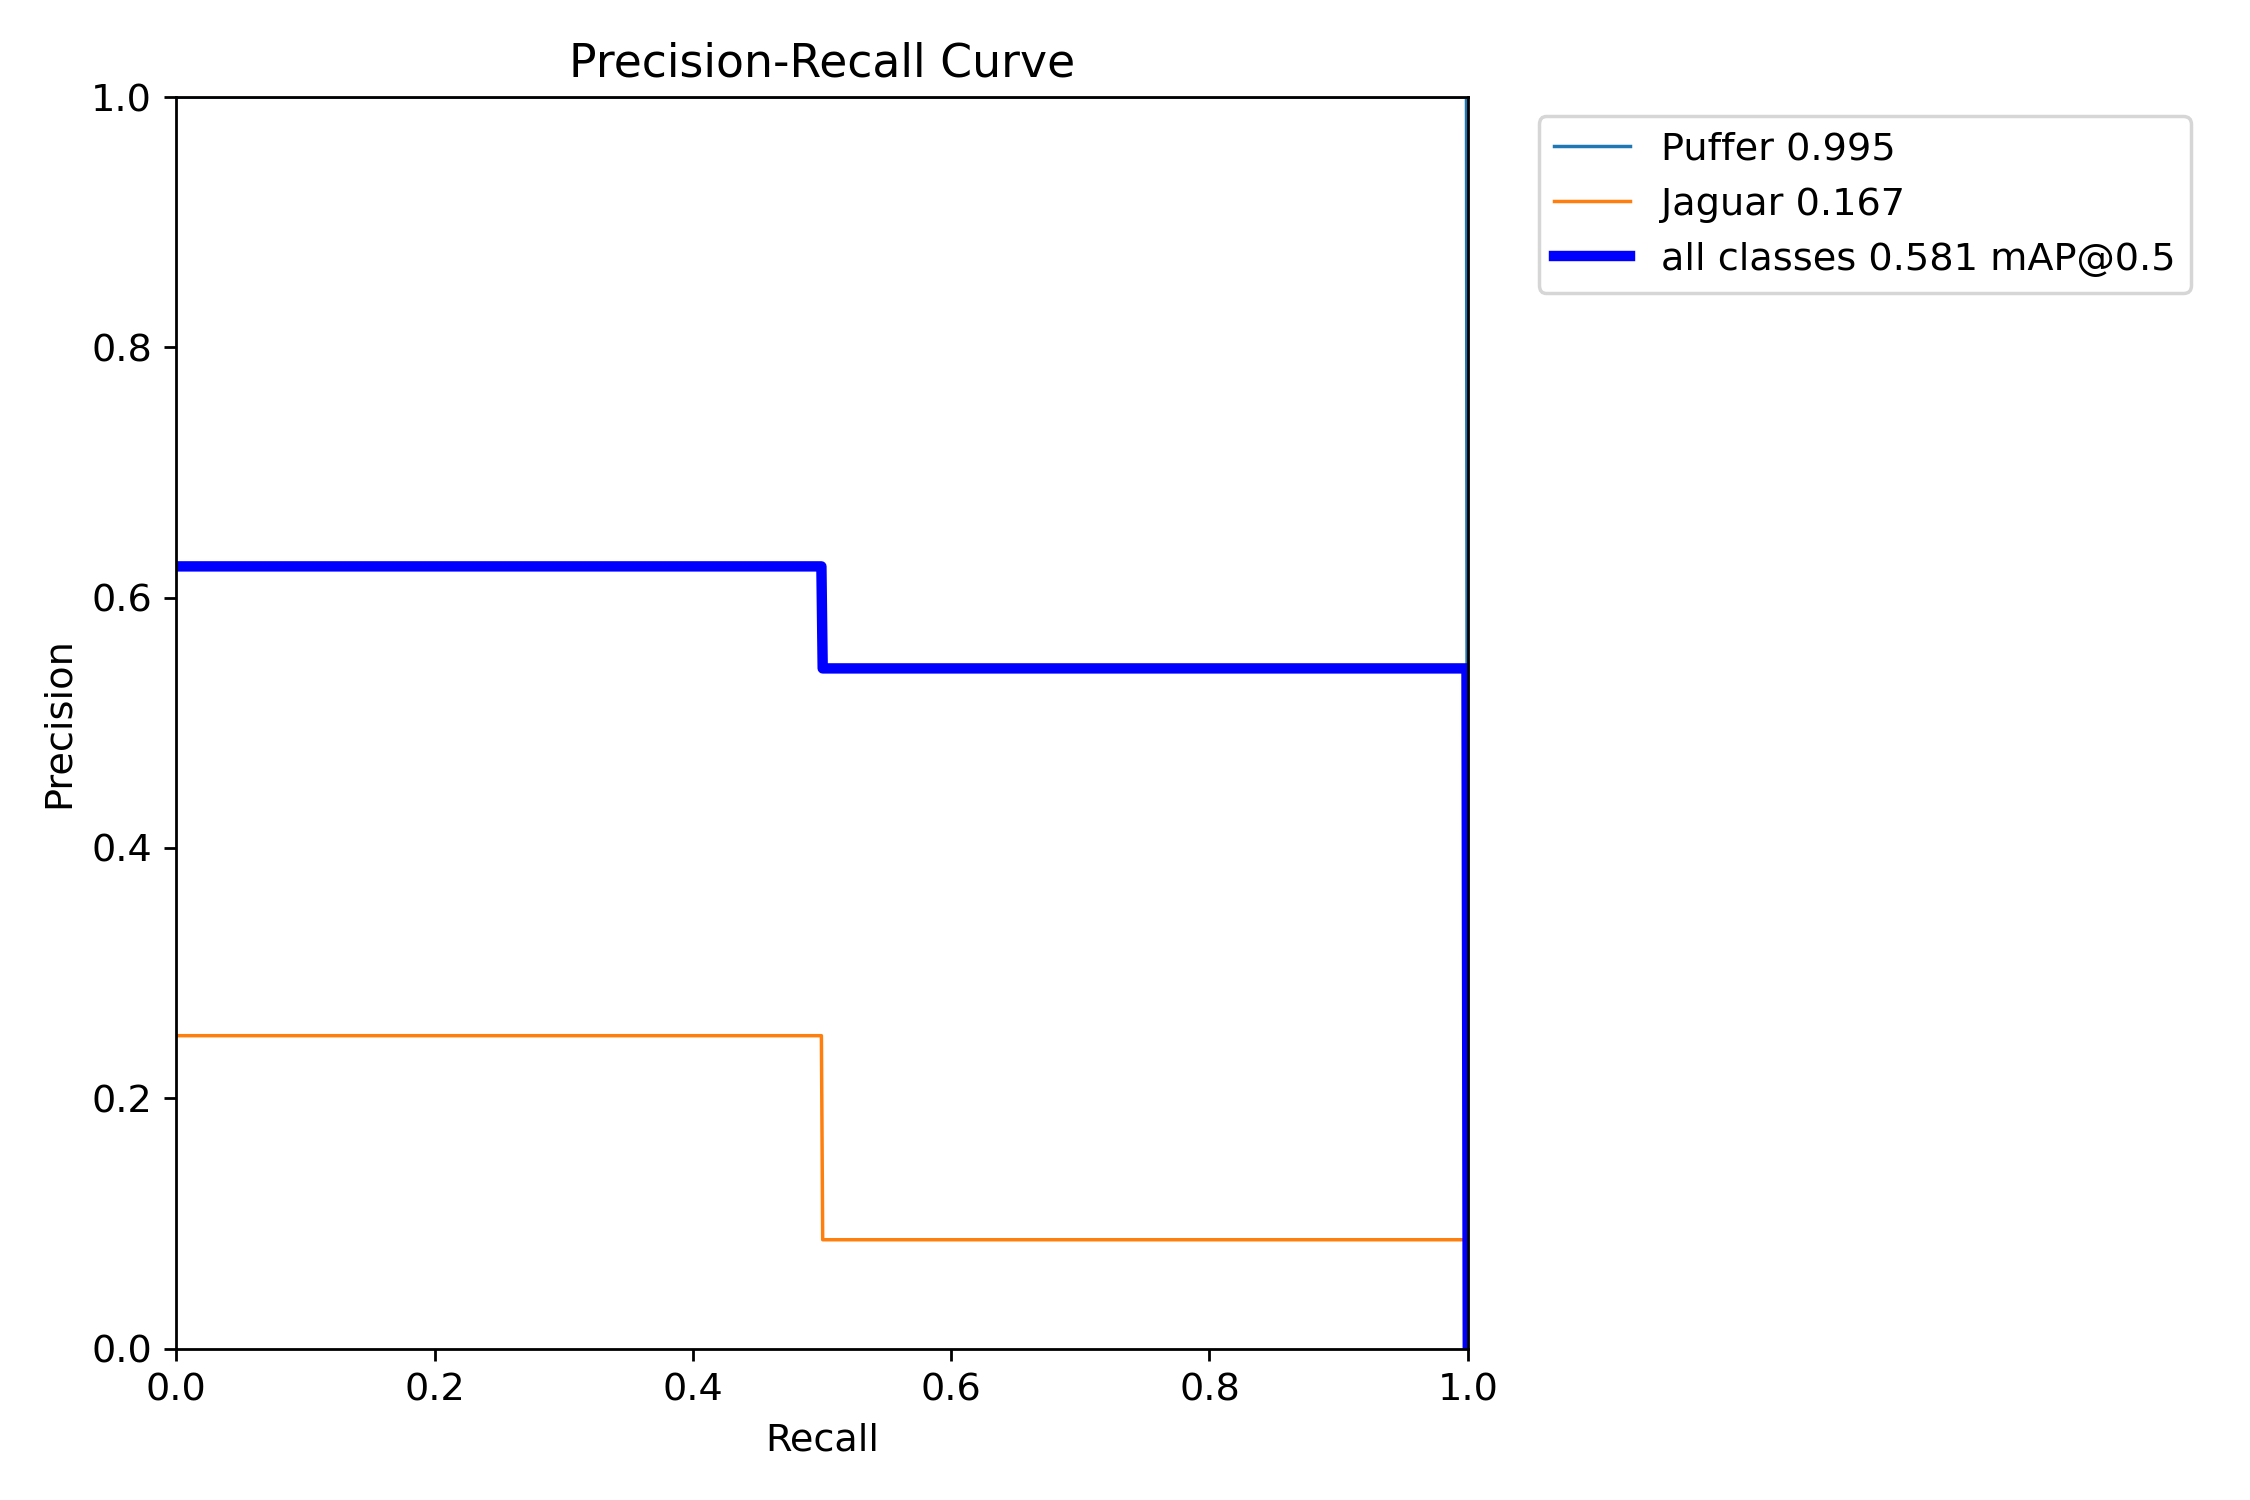 Precision-Recall Curve
1.0
0.8
0.6
0.4
0.2
0.0
Precision
0.0 0.2 0.4 0.6 0.8 1.0
Recall
Puffer 0.995
Jaguar 0.167
all classes 0.581 mAP@0.5